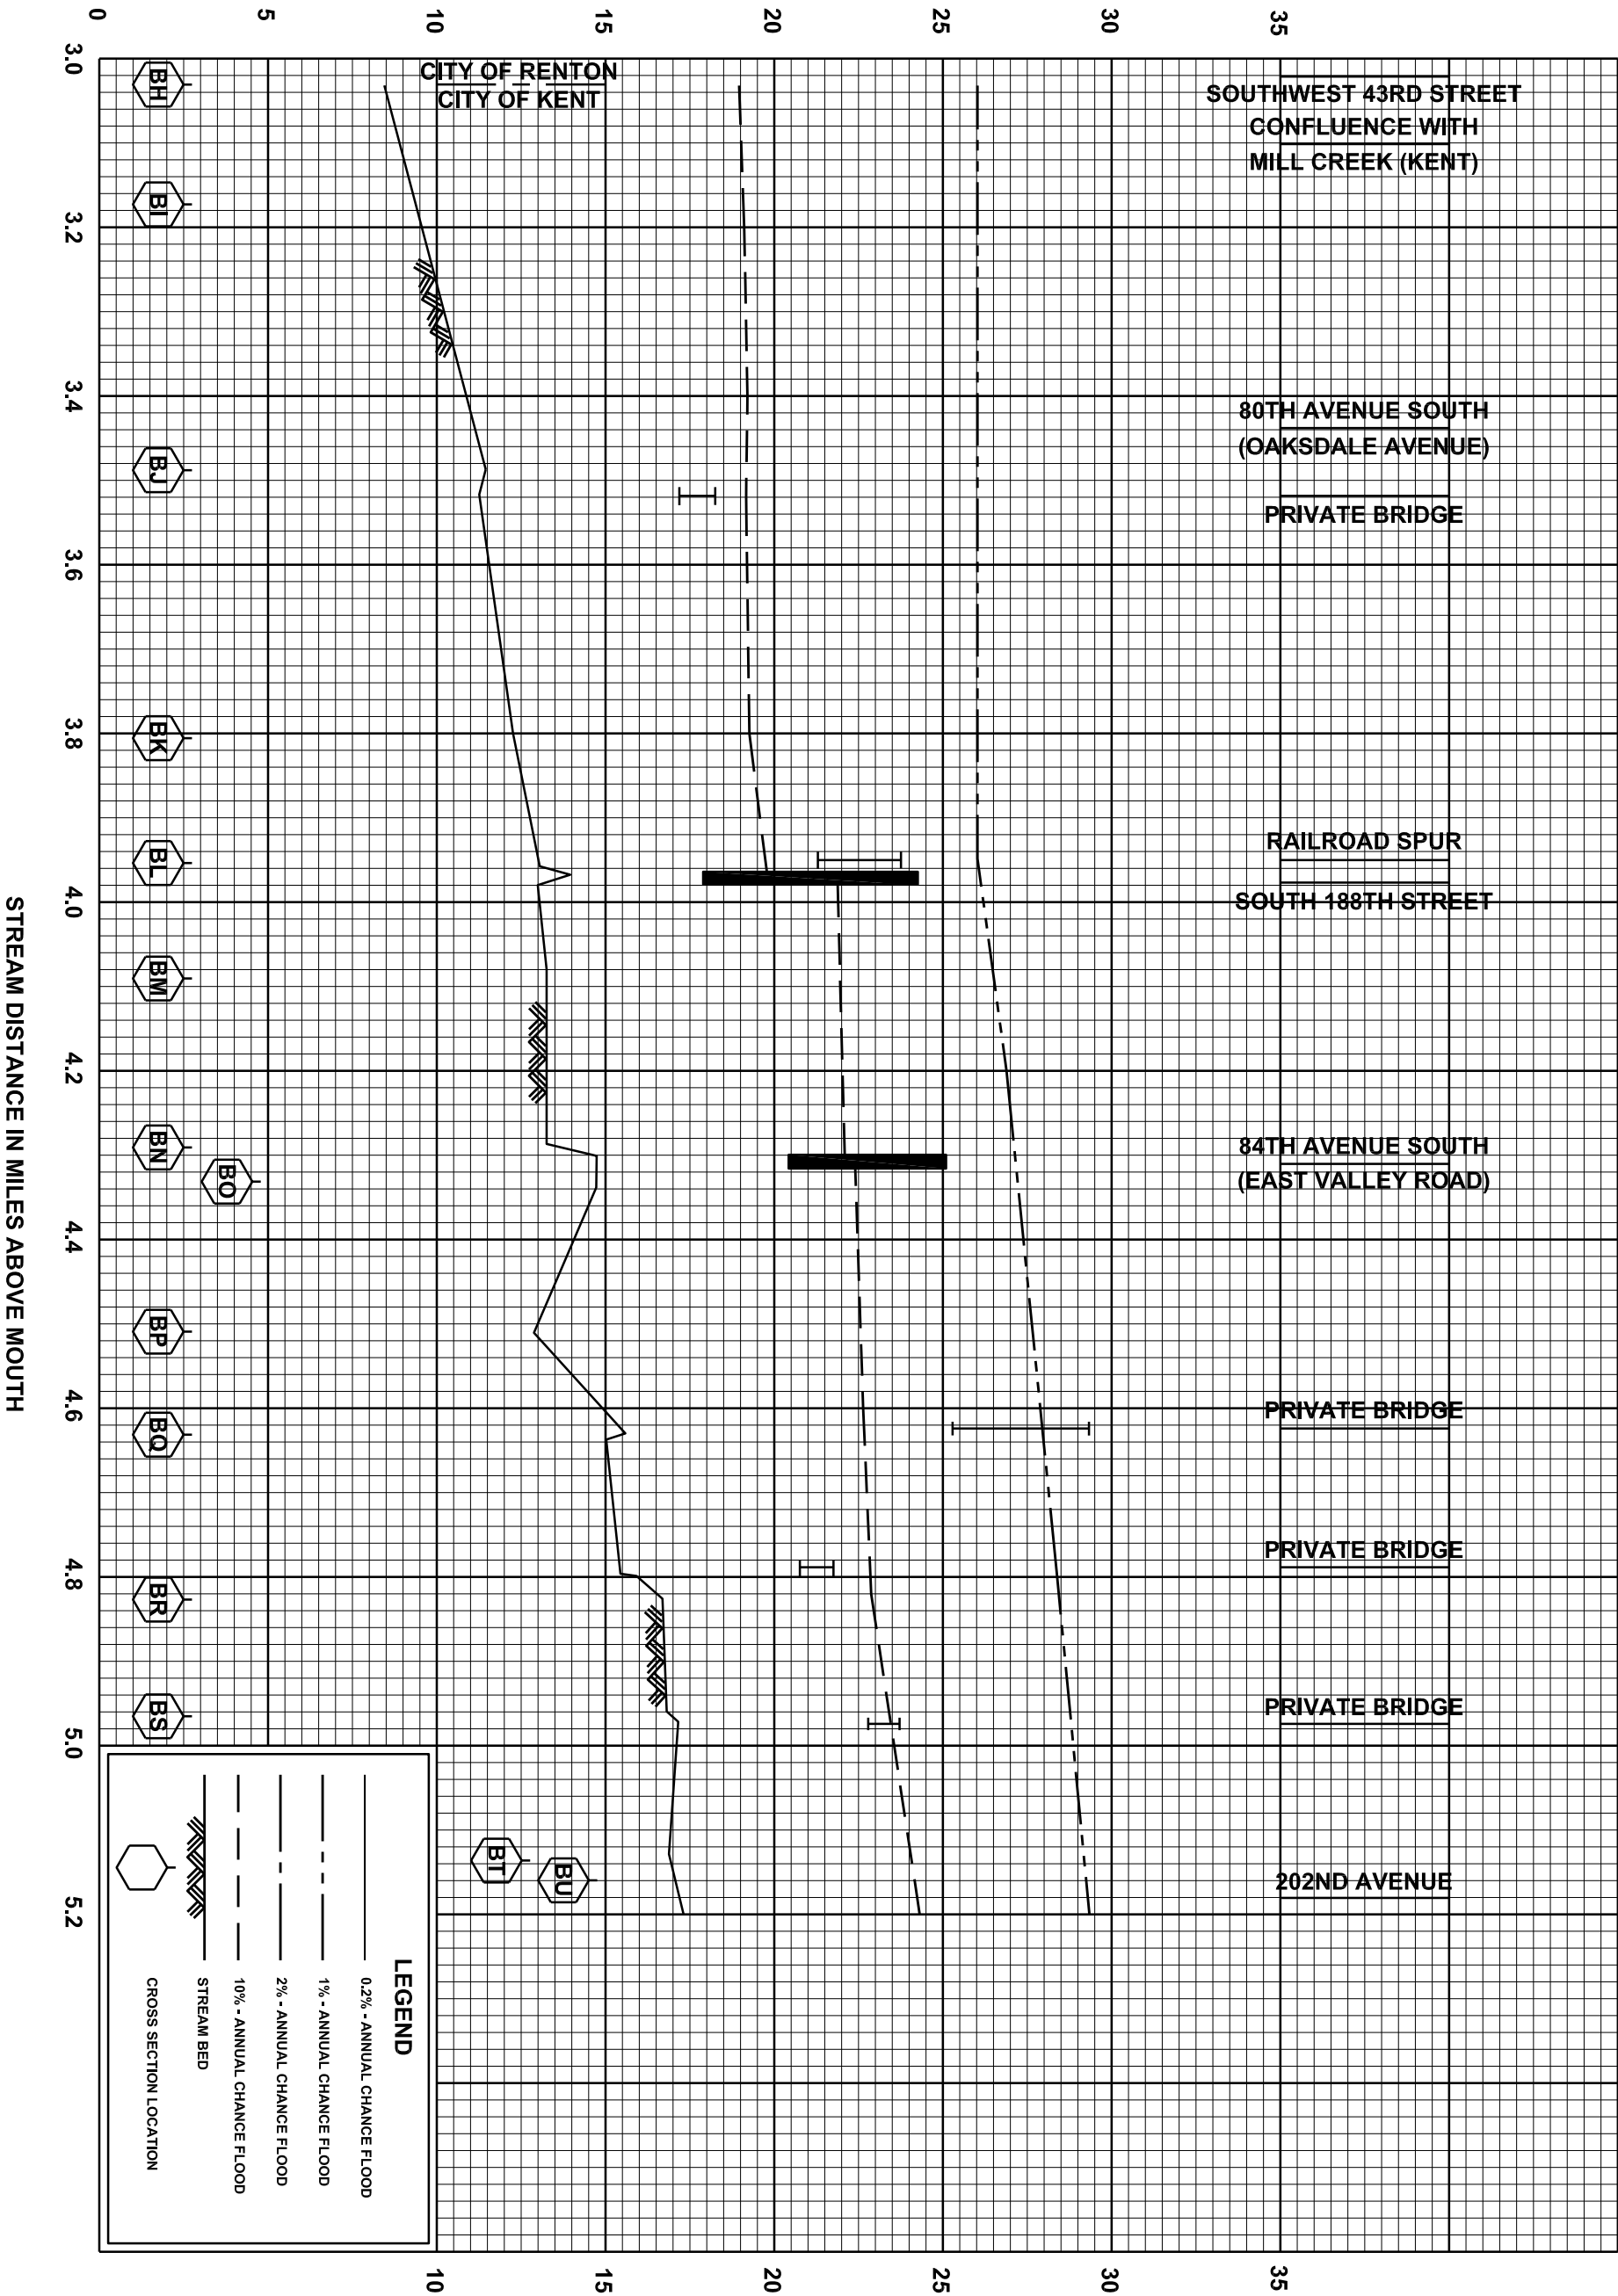 0
5
10
15
20
25
30
35
3.0
3.2
3.4
3.6
3.8
4.0
4.2
4.4
4.6
4.8
5.0
5.2
STREAM DISTANCE IN MILES ABOVE MOUTH
BH
BI
BJ
BK
BL
BM
BN
BO
BP
BQ
BR
BS
BT
BU
CITY OF RENTON
CITY OF KENT
SOUTHWEST 43RD STREET
CONFLUENCE WITH
MILL CREEK (KENT)
80TH AVENUE SOUTH
(OAKSDALE AVENUE)
PRIVATE BRIDGE
RAILROAD SPUR
SOUTH 188TH STREET
84TH AVENUE SOUTH
(EAST VALLEY ROAD)
PRIVATE BRIDGE
PRIVATE BRIDGE
PRIVATE BRIDGE
202ND AVENUE
LEGEND
0.2% - ANNUAL CHANCE FLOOD
1% - ANNUAL CHANCE FLOOD
2% - ANNUAL CHANCE FLOOD
10% - ANNUAL CHANCE FLOOD
STREAM BED
CROSS SECTION LOCATION
10
15
20
25
30
35